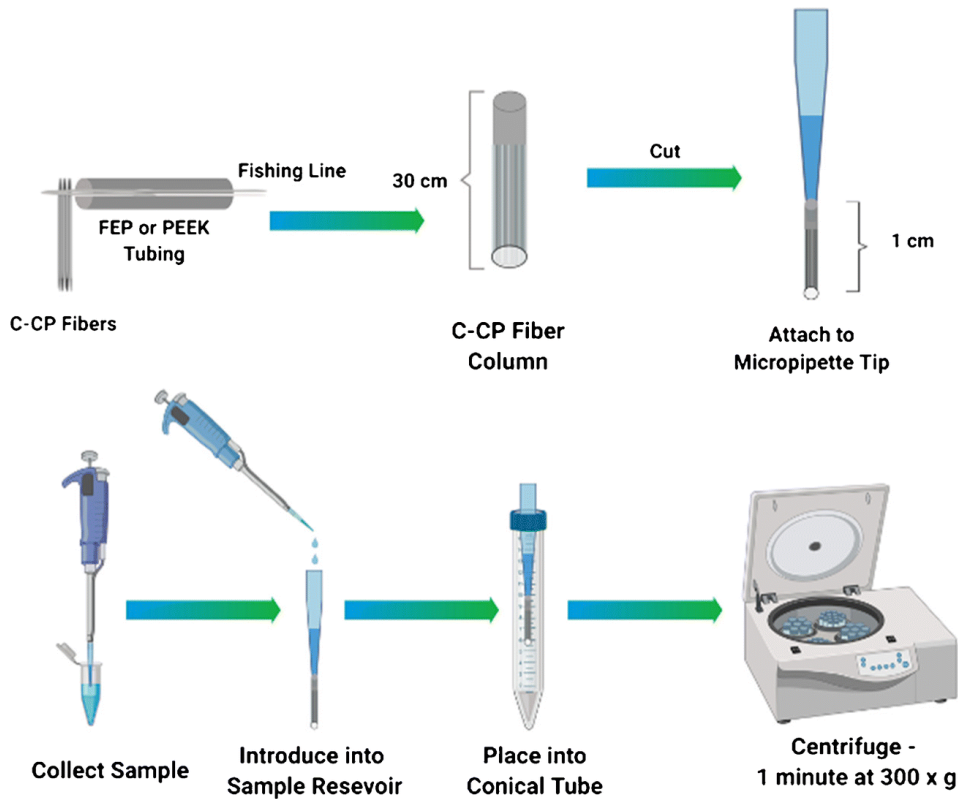 Fishing Line
FEP or PEEK
Tubing
C-CP Fibers
30 cm
C-CP Fiber
Column
Cut
1 cm
Attach to
Micropipette Tip
Collect Sample
Introduce into
Sample Resevoir
Place into
Conical Tube
Centrifuge -
1 minute at 300 x g